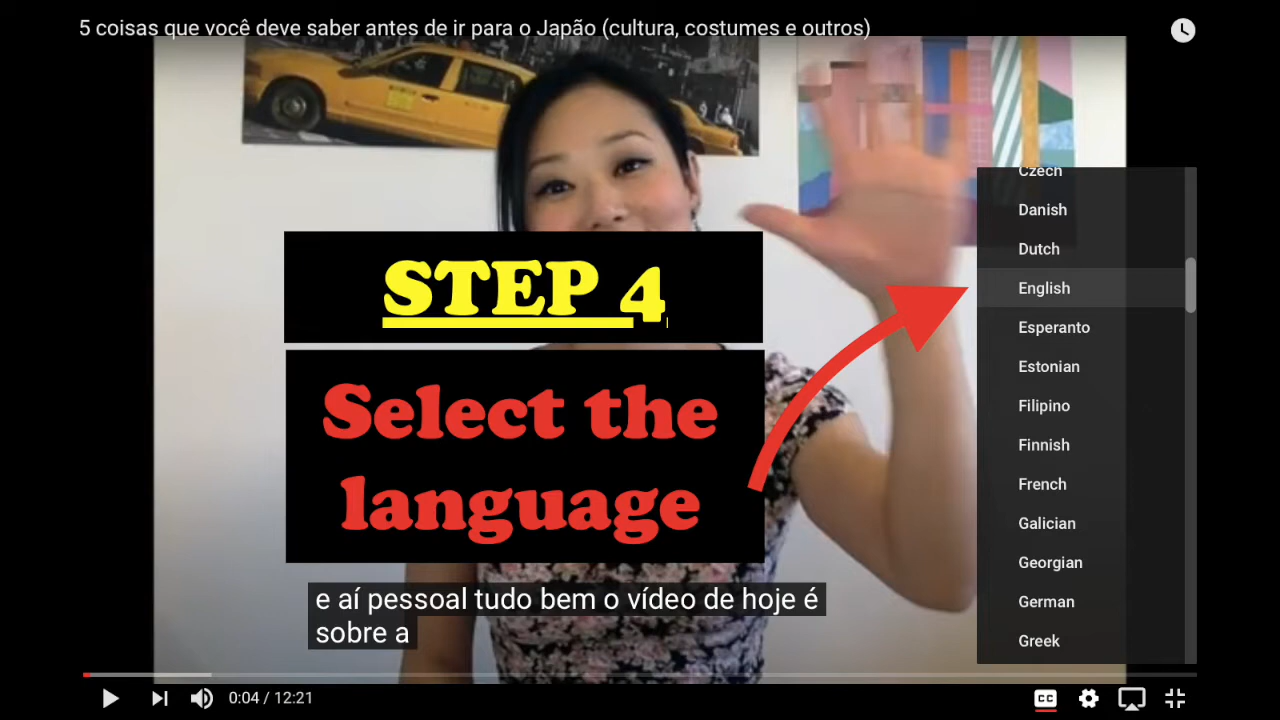 5 coisas que você deve saber antes de ir para o Japão (cultura, costumes e outros)
Czech
Danish
Dutch
English
Esperanto
Estonian
Filipino
Finnish
French
Galician
Georgian
German
Greek
STEP 4
Select the
language
e aí pessoal tudo bem o vídeo de hoje é
sobre a
0:04 / 12:21
CC